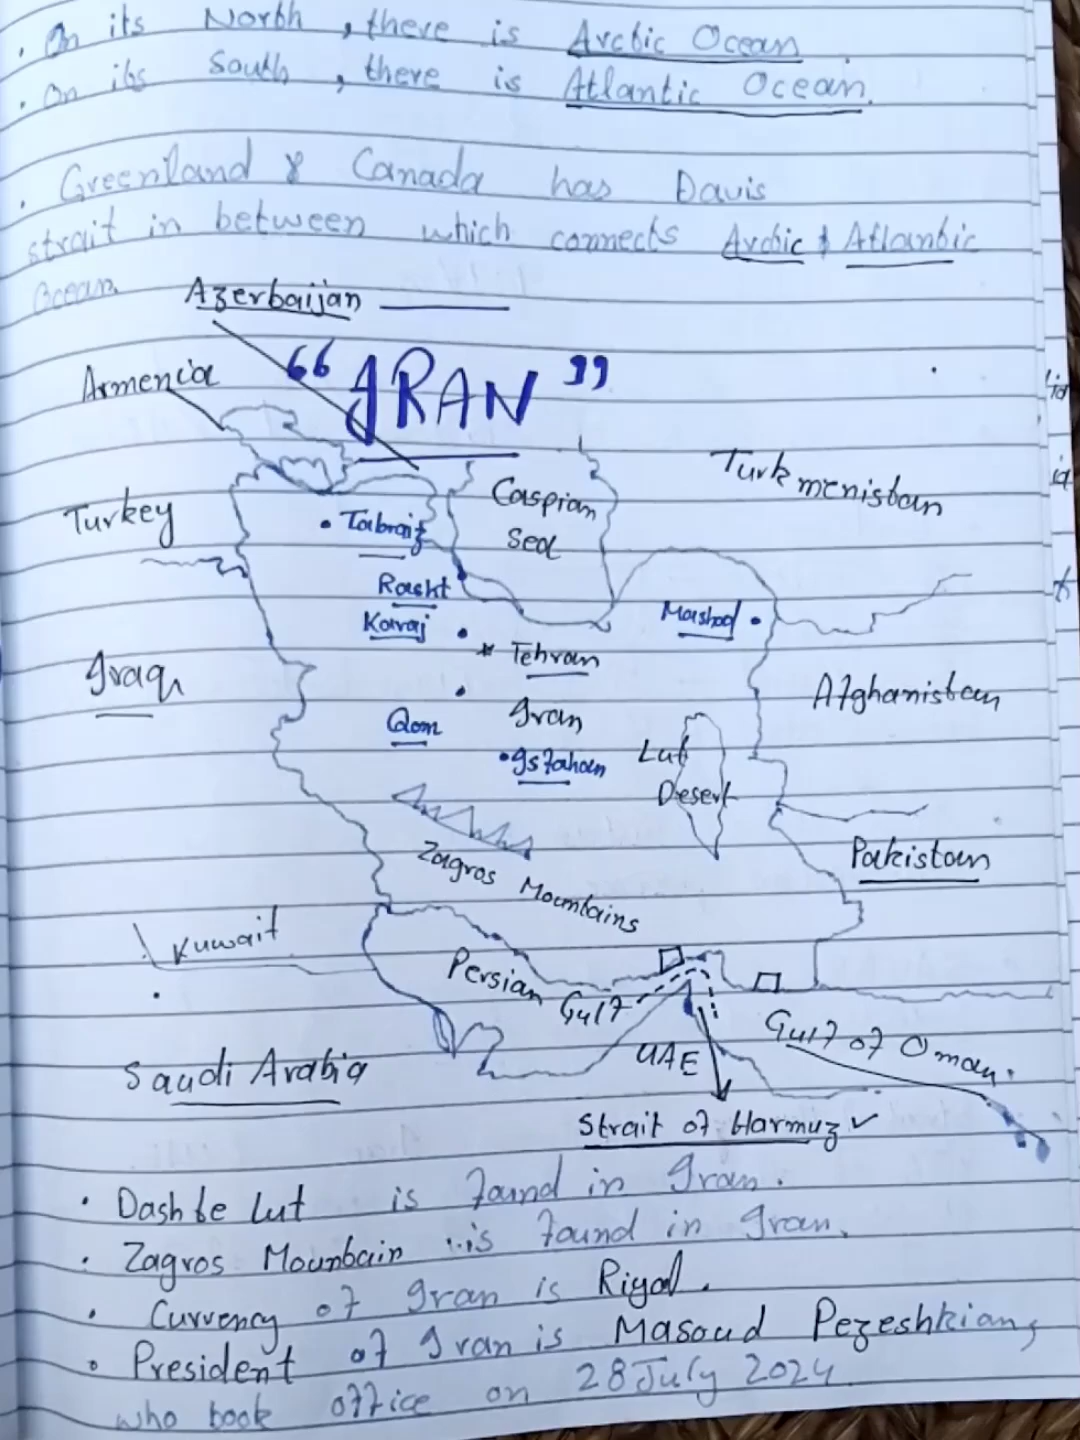 . On its North , there is Arctic Ocean
. On its South , there is Atlantic Ocean.
. Greenland & Canada has Davis
strait in between which connects Arctic & Atlantic
Ocean
Azerbaijan
Armenia
"IRAN"
Turkmenistan
Caspian
Sea
Turkey
• Tabraiz
Rasht
Karaj
Mashad •
* Tehran
Iraq
Afghanistan
Iran
Qom
• Isfahan
Lut
Desert
Pakistan
Zagros Mountains
Kuwait
Persian Gulf
Gulf of Oman.
UAE
Saudi Arabia
Strait of Harmuz ✓
• Dashte Lut is found in Iran.
• Zagros Mountain is found in Iran.
• Currency of Iran is Riyal.
• President of Iran is Masoud Pezeshkian,
who took office on 28 July 2024